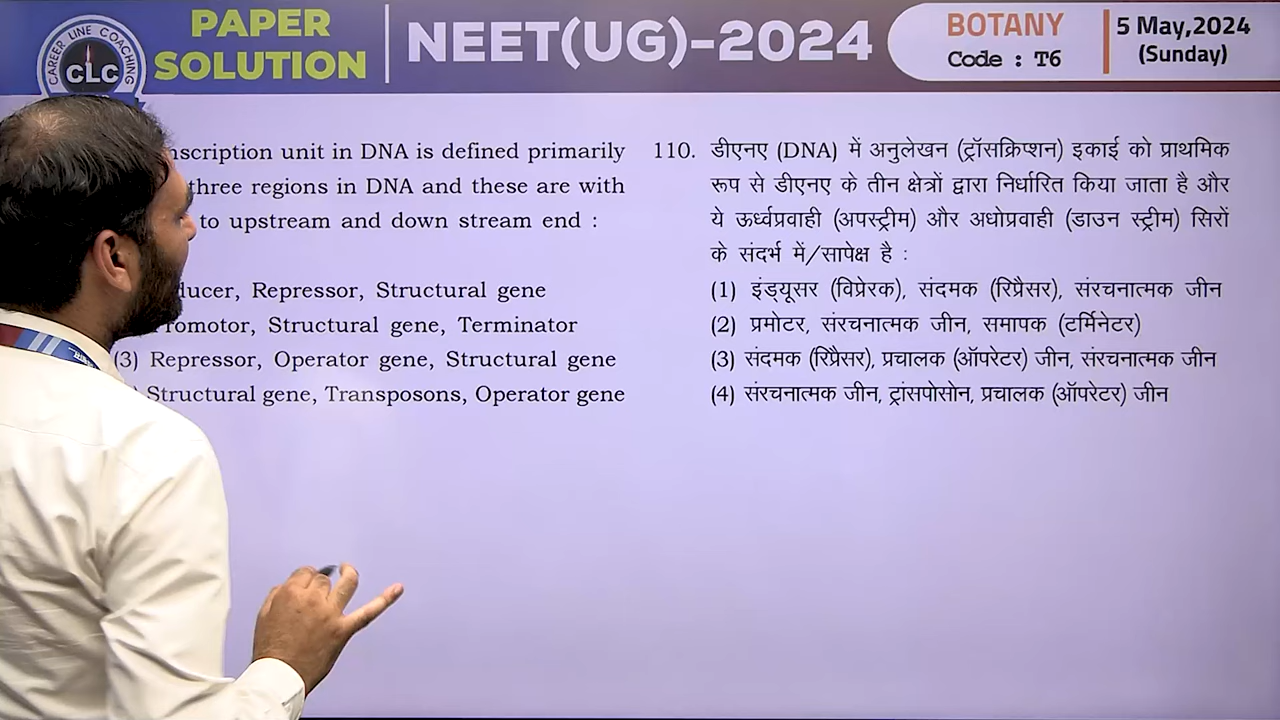 CAREER LINE COACHING
CLC
PAPER
SOLUTION
NEET(UG)-2024
BOTANY
Code : T6
5 May,2024
(Sunday)
unit in DNA is defined primarily
three regions in DNA and these are with
to upstream and down stream end :
Repressor, Structural gene
Structural gene, Terminator
(3) Repressor, Operator gene, Structural gene
Structural gene, Transposons, Operator gene
110. डीएनए (DNA) में अनुलेखन (ट्रॉसक्रिप्शन) इकाई को प्राथमिक
रूप से डीएनए के तीन क्षेत्रों द्वारा निर्धारित किया जाता है और
ये ऊर्ध्वप्रवाही (अपस्ट्रीम) और अधोप्रवाही (डाउन स्ट्रीम) सिरों
के संदर्भ में/सापेक्ष है :
(1) इंड्यूसर (विप्रेरक), संदमक (रिप्रैसर), संरचनात्मक जीन
(2) प्रमोटर, संरचनात्मक जीन, समापक (टर्मिनेटर)
(3) संदमक (रिप्रैसर), प्रचालक (ऑपरेटर) जीन, संरचनात्मक जीन
(4) संरचनात्मक जीन, ट्रांसपोसोन, प्रचालक (ऑपरेटर) जीन